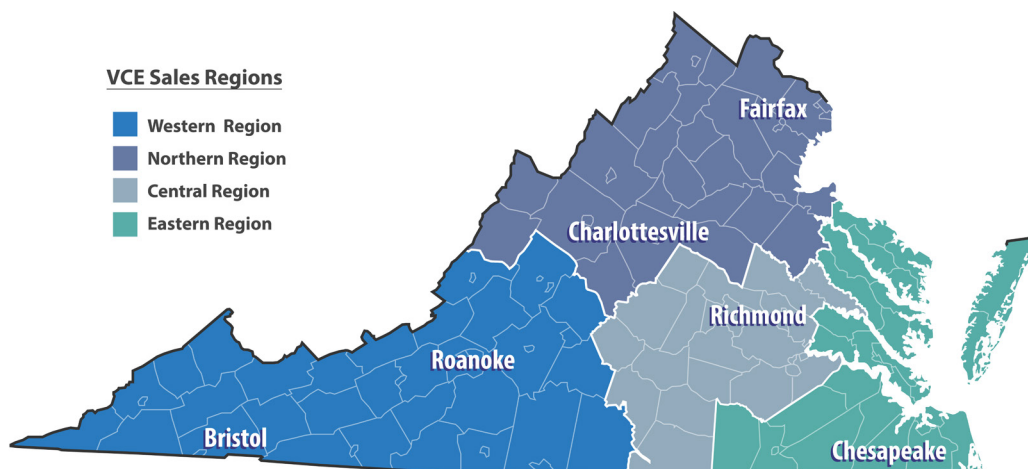 VCE Sales Regions
Western Region
Northern Region
Central Region
Eastern Region
Fairfax
Charlottesville
Richmond
Roanoke
Bristol
Chesapeake